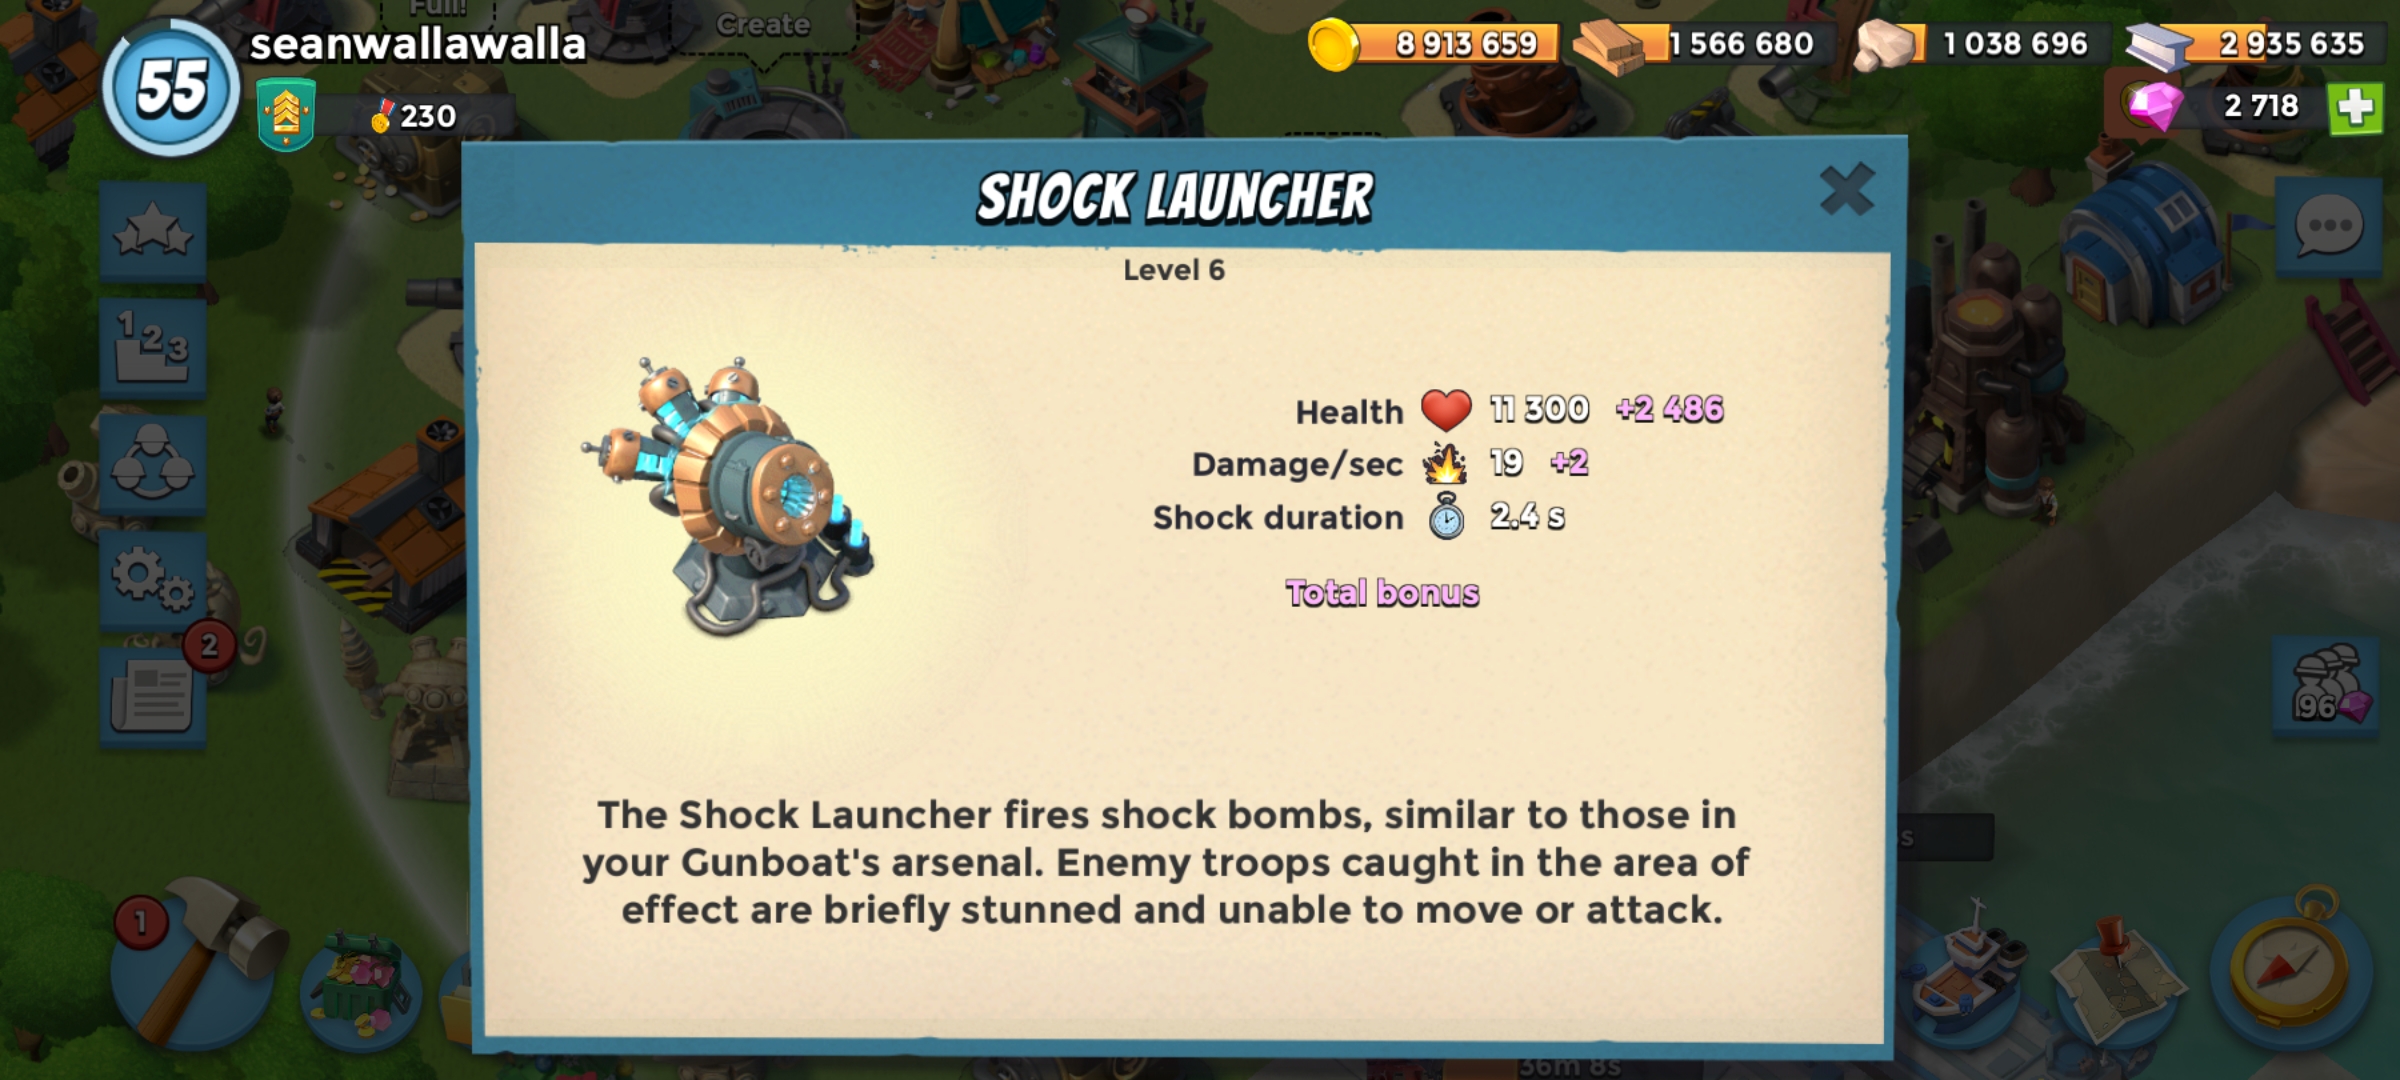 Full!
Create
55
seanwallawalla
230
8 913 659
1 566 680
1 038 696
2 935 635
2 718
SHOCK LAUNCHER
Level 6
Health 11 300 +2 486
Damage/sec 19 +2
Shock duration 2.4 s
Total bonus
1 2 3
2
96
The Shock Launcher fires shock bombs, similar to those in
your Gunboat's arsenal. Enemy troops caught in the area of
effect are briefly stunned and unable to move or attack.
1
36m 8s